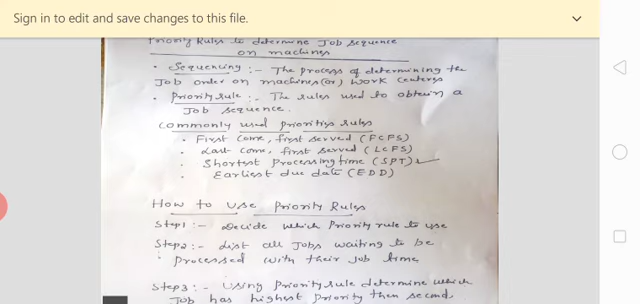 Sign in to edit and save changes to this file.
Priority Rules to determine Job Sequence
on machines
• Sequencing :- The process of determining the
Job order on machines (or) work centers
• Priority rule :- The rules used to obtain a
Job sequence.
Commonly used priorities rules
• First come, first served (FCFS)
• Last come, first served (LCFS)
• Shortest Processing time (SPT)
• Earliest due date (EDD)
How to use Priority Rules
Step1 :- Decide which Priority rule to use
Step2 :- List all Jobs waiting to be
processed with their job time
Step3 :- Using Priority rule determine which
Job has highest Priority then second